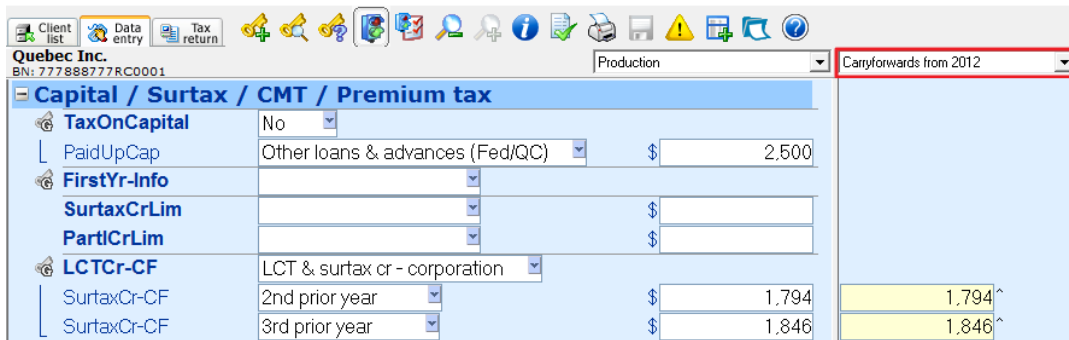 Client list Data entry Tax return
Quebec Inc. Production Carryforwards from 2012
BN: 777888777RC0001
Capital / Surtax / CMT / Premium tax
TaxOnCapital No
PaidUpCap Other loans & advances (Fed/QC) $ 2,500
FirstYr-Info
SurtaxCrLim $
PartICrLim $
LCTCr-CF LCT & surtax cr - corporation
SurtaxCr-CF 2nd prior year $ 1,794 1,794^
SurtaxCr-CF 3rd prior year $ 1,846 1,846^